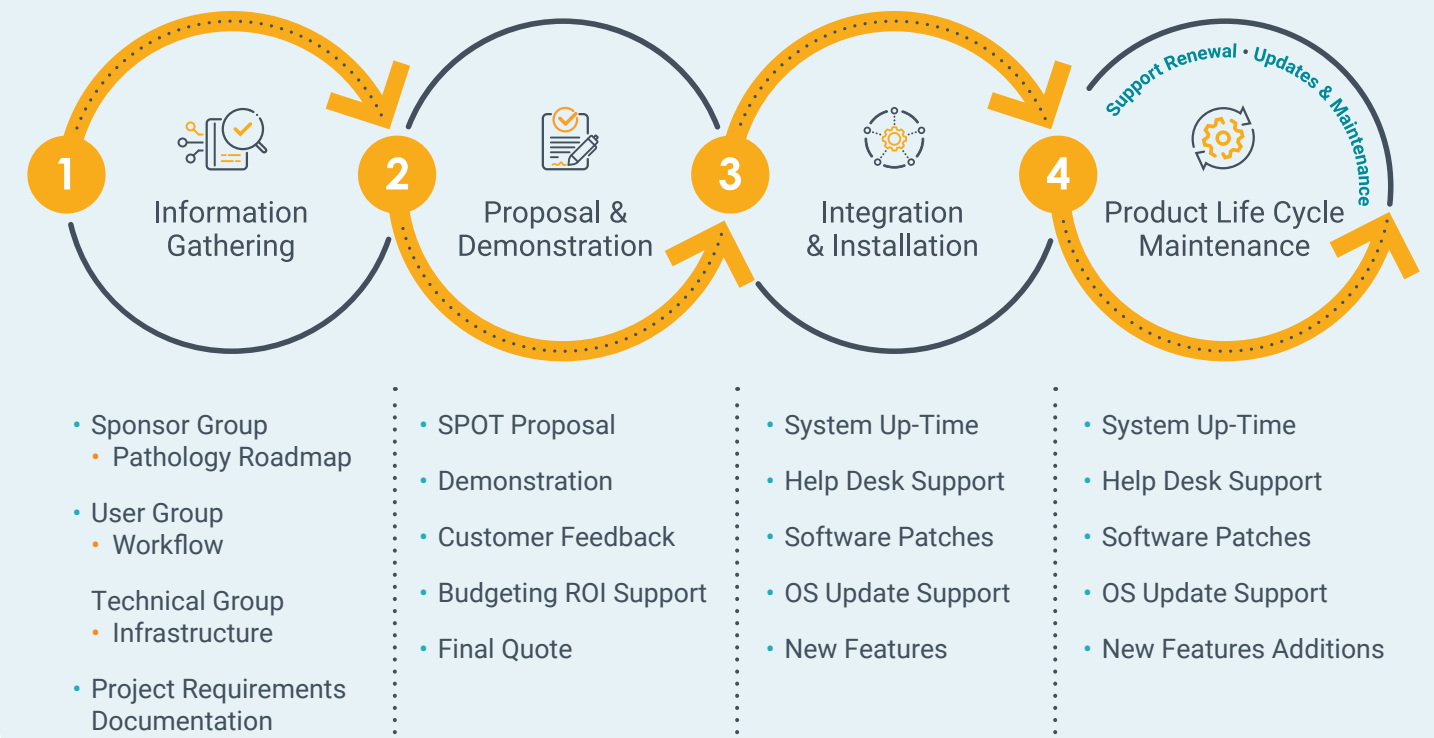 1
Information
Gathering
2
Proposal &
Demonstration
3
Integration
& Installation
4
Support Renewal • Updates & Maintenance
Product Life Cycle
Maintenance
• Sponsor Group
• Pathology Roadmap
• User Group
• Workflow
Technical Group
• Infrastructure
• Project Requirements
Documentation
• SPOT Proposal
• Demonstration
• Customer Feedback
• Budgeting ROI Support
• Final Quote
• System Up-Time
• Help Desk Support
• Software Patches
• OS Update Support
• New Features
• System Up-Time
• Help Desk Support
• Software Patches
• OS Update Support
• New Features Additions